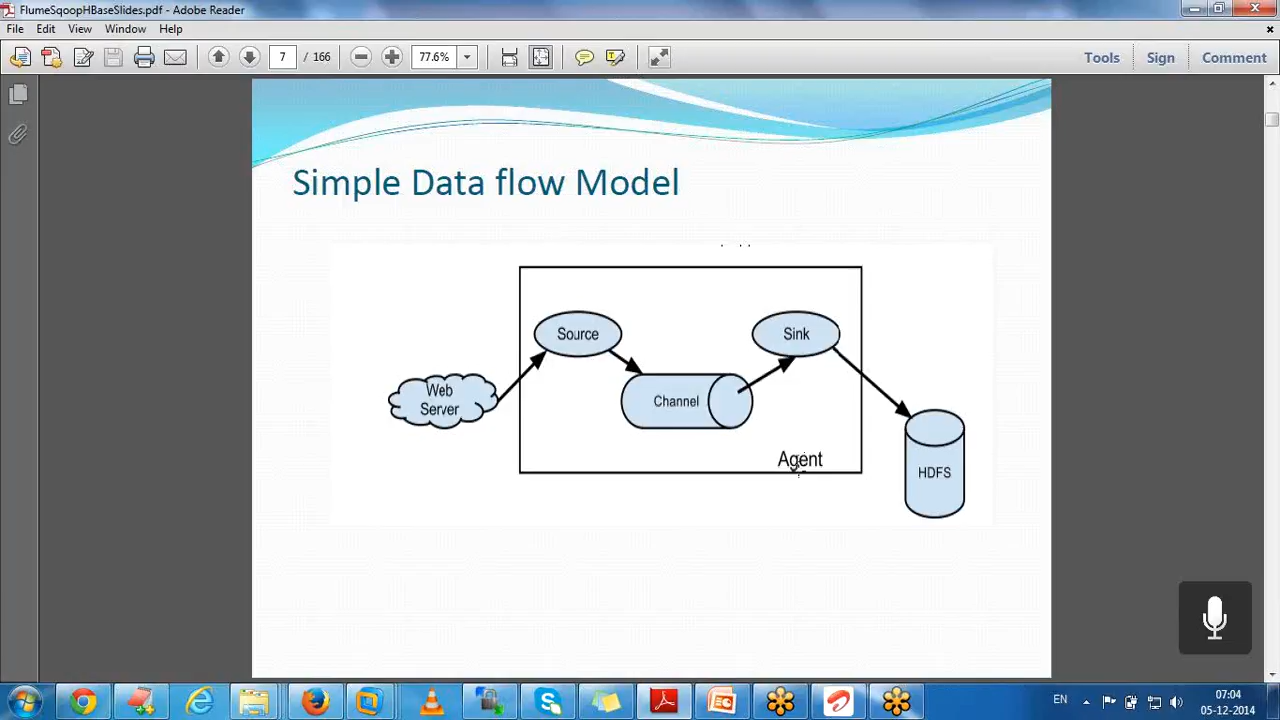 FlumeSqoopHBaseSlides.pdf - Adobe Reader
File Edit View Window Help
7 / 166 77.6% Tools Sign Comment
Simple Data flow Model
Source
Sink
Web
Server
Channel
Agent
HDFS
EN 07:04
05-12-2014